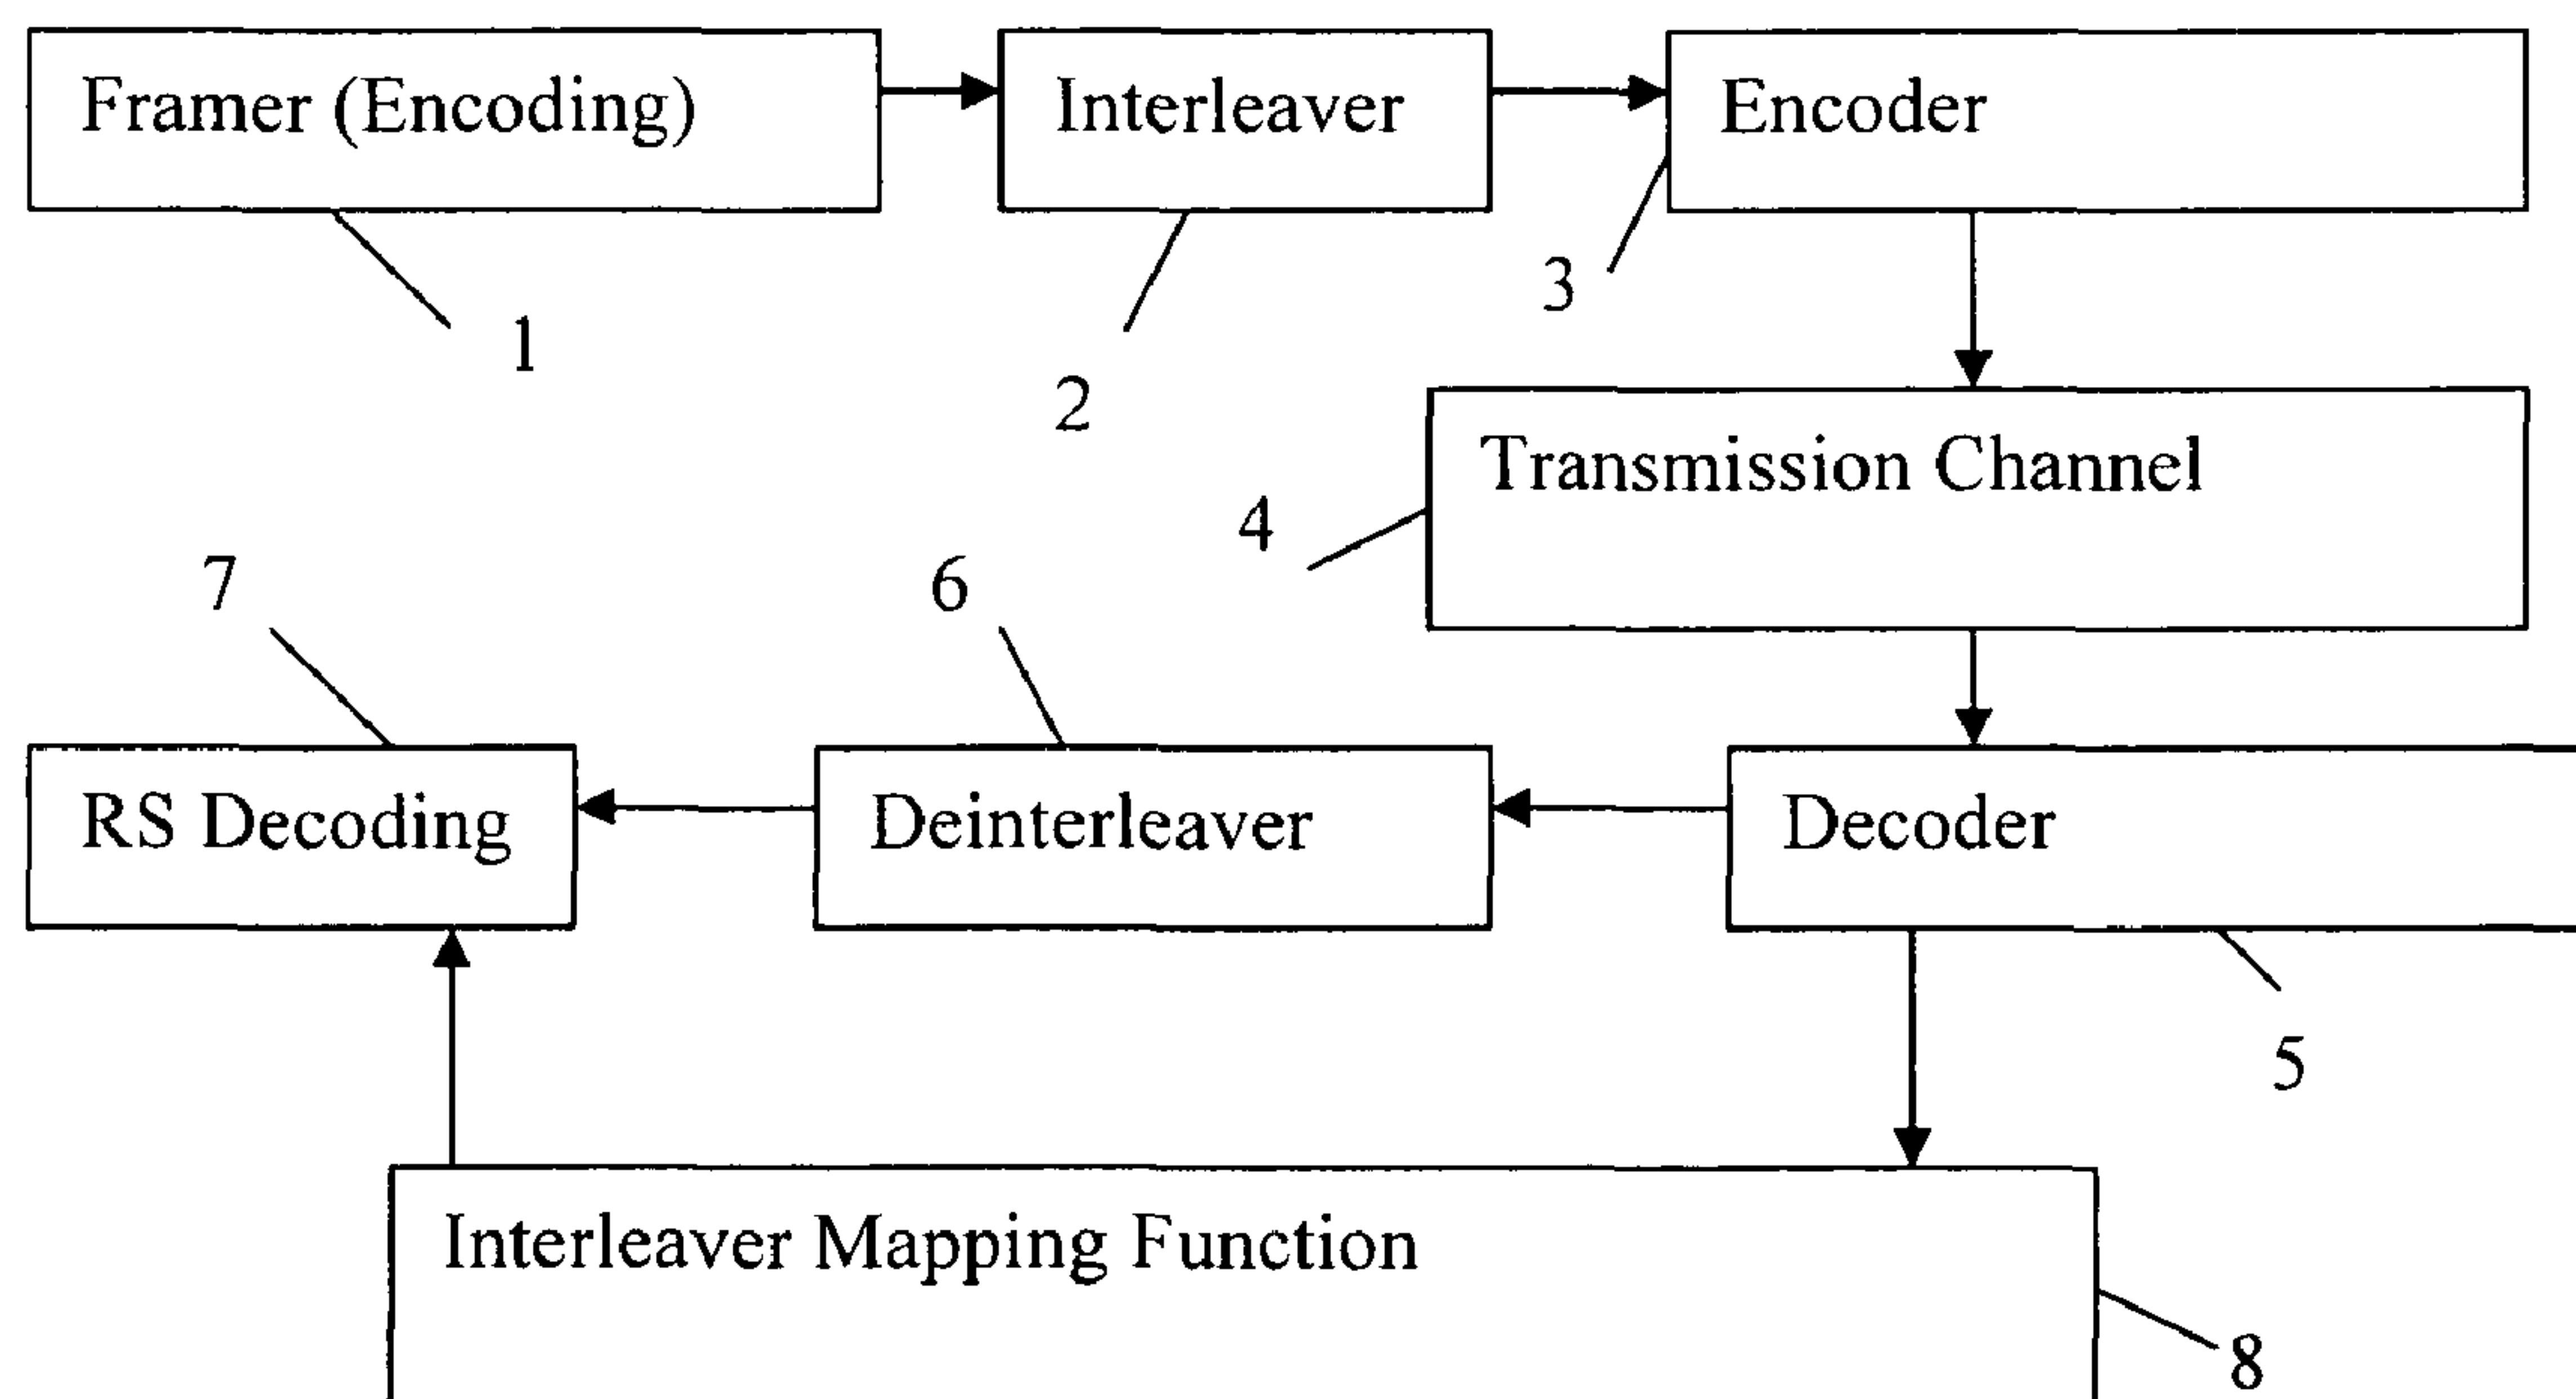 Framer (Encoding)
Interleaver
Encoder
1
2
3
Transmission Channel
4
7
6
RS Decoding
Deinterleaver
Decoder
5
Interleaver Mapping Function
8